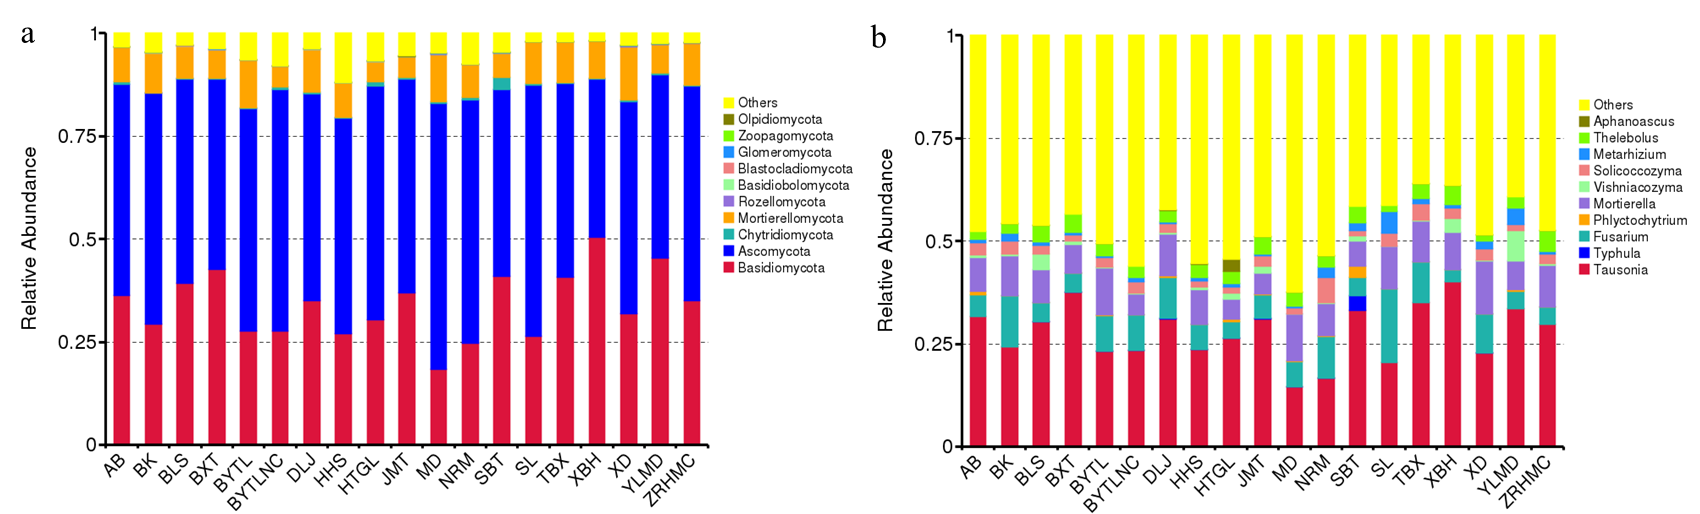 a
Relative Abundance
1
0.75
0.5
0.25
0
AB BK BLS BXT BYTL BYTLNC DLJ HHS HTGL JMT MD NRM SBT SL TBX XBH XD YLMD ZRHMC
Others
Olpidiomycota
Zoopagomycota
Glomeromycota
Blastocladiomycota
Basidiobolomycota
Rozellomycota
Mortierellomycota
Chytridiomycota
Ascomycota
Basidiomycota
b
Relative Abundance
1
0.75
0.5
0.25
0
AB BK BLS BXT BYTL BYTLNC DLJ HHS HTGL JMT MD NRM SBT SL TBX XBH XD YLMD ZRHMC
Others
Aphanoascus
Thelebolus
Metarhizium
Solicoccozyma
Vishniacozyma
Mortierella
Phlyctochytrium
Fusarium
Typhula
Tausonia